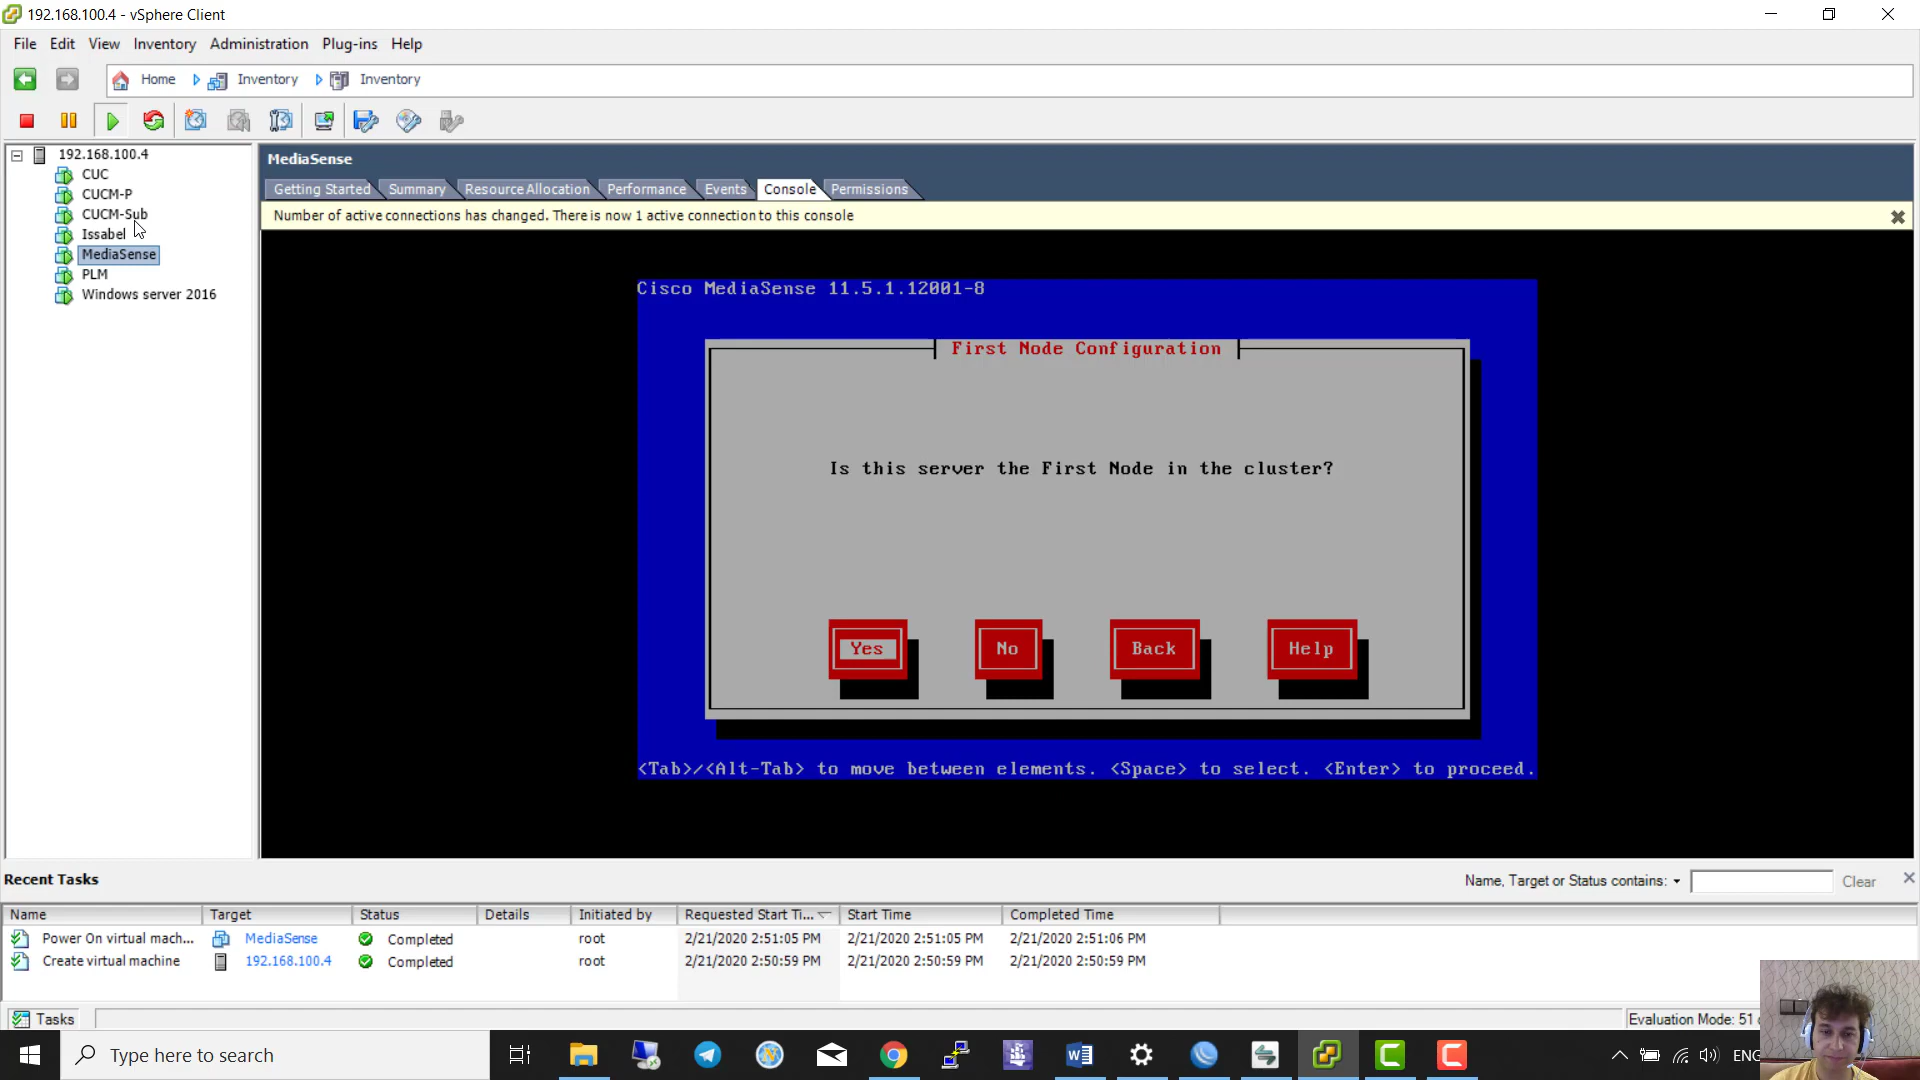 192.168.100.4 - vSphere Client
File Edit View Inventory Administration Plug-ins Help
Home Inventory Inventory
192.168.100.4
CUC
CUCM-P
CUCM-Sub
Issabel
MediaSense
PLM
Windows server 2016
MediaSense
Getting Started Summary Resource Allocation Performance Events Console Permissions
Number of active connections has changed. There is now 1 active connection to this console
Cisco MediaSense 11.5.1.12001-8
First Node Configuration
Is this server the First Node in the cluster?
Yes No Back Help
<Tab>/<Alt-Tab> to move between elements. <Space> to select. <Enter> to proceed.
Recent Tasks
Name, Target or Status contains: Clear
Name Target Status Details Initiated by Requested Start Ti... Start Time Completed Time
Power On virtual mach... MediaSense Completed root 2/21/2020 2:51:05 PM 2/21/2020 2:51:05 PM 2/21/2020 2:51:06 PM
Create virtual machine 192.168.100.4 Completed root 2/21/2020 2:50:59 PM 2/21/2020 2:50:59 PM 2/21/2020 2:50:59 PM
Tasks
Evaluation Mode: 51
Type here to search
ENG